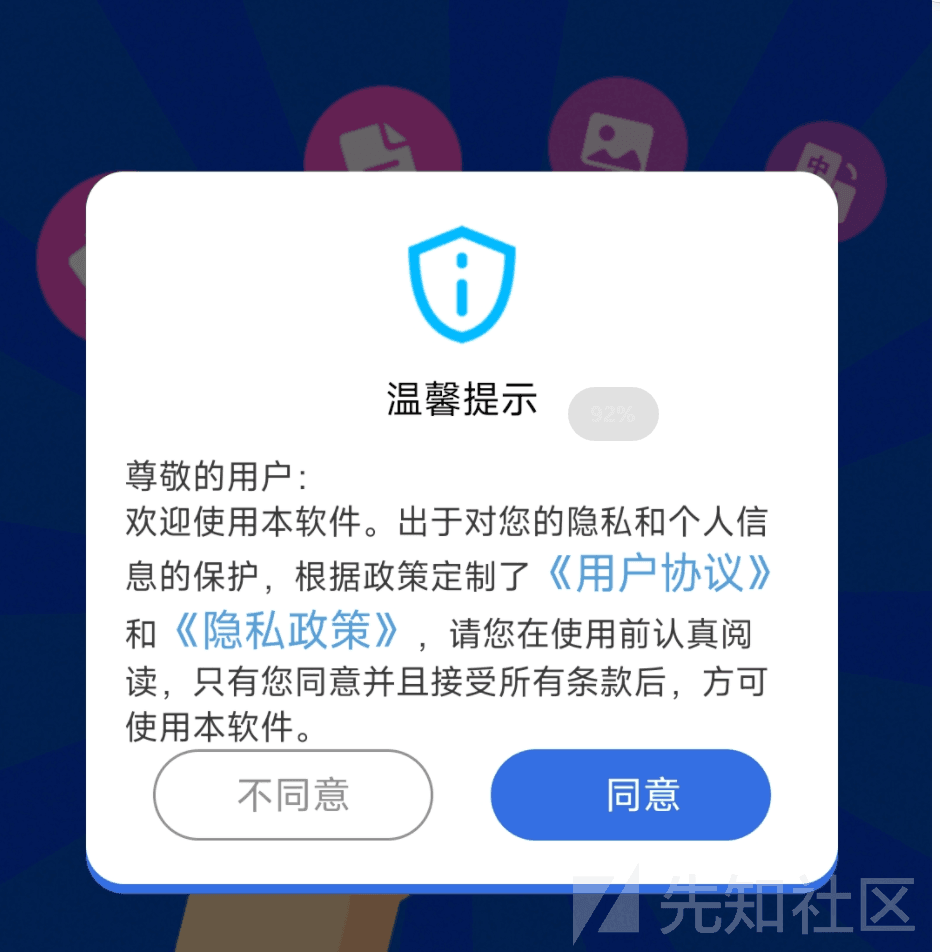 中
温馨提示
92%
尊敬的用户：
欢迎使用本软件。出于对您的隐私和个人信
息的保护，根据政策定制了《用户协议》
和《隐私政策》，请您在使用前认真阅
读，只有您同意并且接受所有条款后，方可
使用本软件。
不同意
同意
先知社区